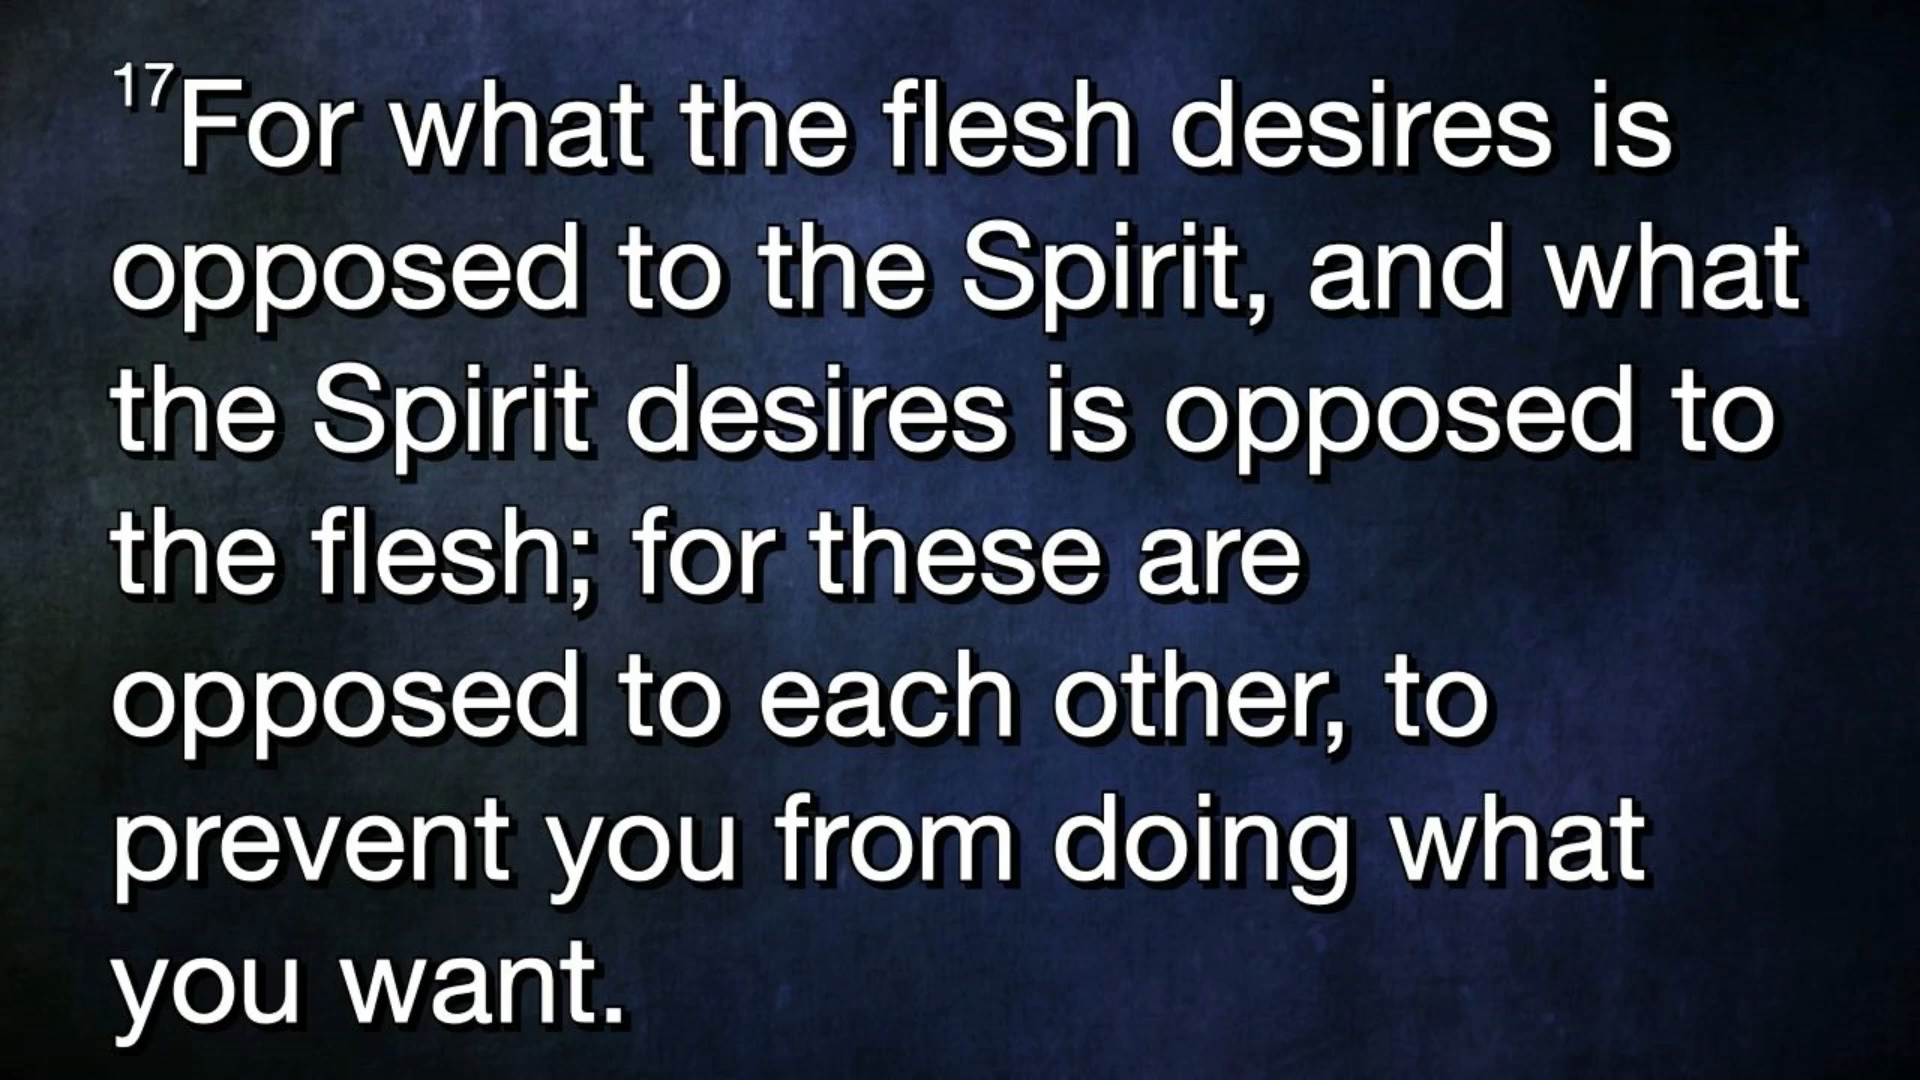 17For what the flesh desires is
opposed to the Spirit, and what
the Spirit desires is opposed to
the flesh; for these are
opposed to each other, to
prevent you from doing what
you want.